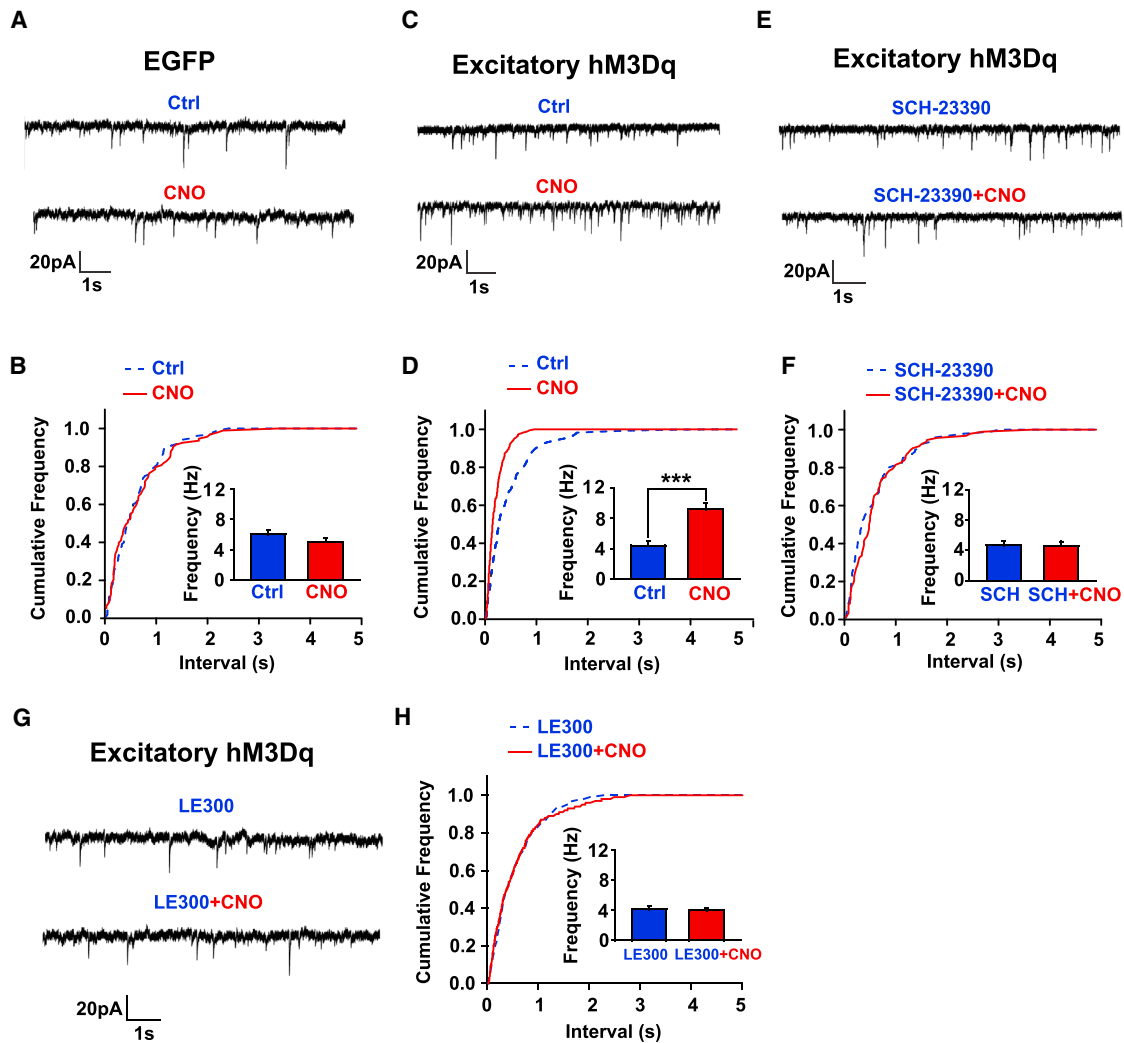 A
EGFP
Ctrl
CNO
20pA
1s
C
Excitatory hM3Dq
Ctrl
CNO
20pA
1s
E
Excitatory hM3Dq
SCH-23390
SCH-23390+CNO
20pA
1s
B
Ctrl
CNO
Cumulative Frequency
1.0
0.8
0.6
0.4
0.2
0.0
0 1 2 3 4 5
Interval (s)
Frequency (Hz)
12
8
4
0
Ctrl CNO
D
Ctrl
CNO
Cumulative Frequency
1.0
0.8
0.6
0.4
0.2
0.0
0 1 2 3 4 5
Interval (s)
Frequency (Hz)
12
8
4
0
***
Ctrl CNO
F
SCH-23390
SCH-23390+CNO
Cumulative Frequency
1.0
0.8
0.6
0.4
0.2
0.0
0 1 2 3 4 5
Interval (s)
Frequency (Hz)
12
8
4
0
SCH SCH+CNO
G
Excitatory hM3Dq
LE300
LE300+CNO
20pA
1s
H
LE300
LE300+CNO
Cumulative Frequency
1.0
0.8
0.6
0.4
0.2
0.0
0 1 2 3 4 5
Interval (s)
Frequency (Hz)
12
8
4
0
LE300 LE300+CNO